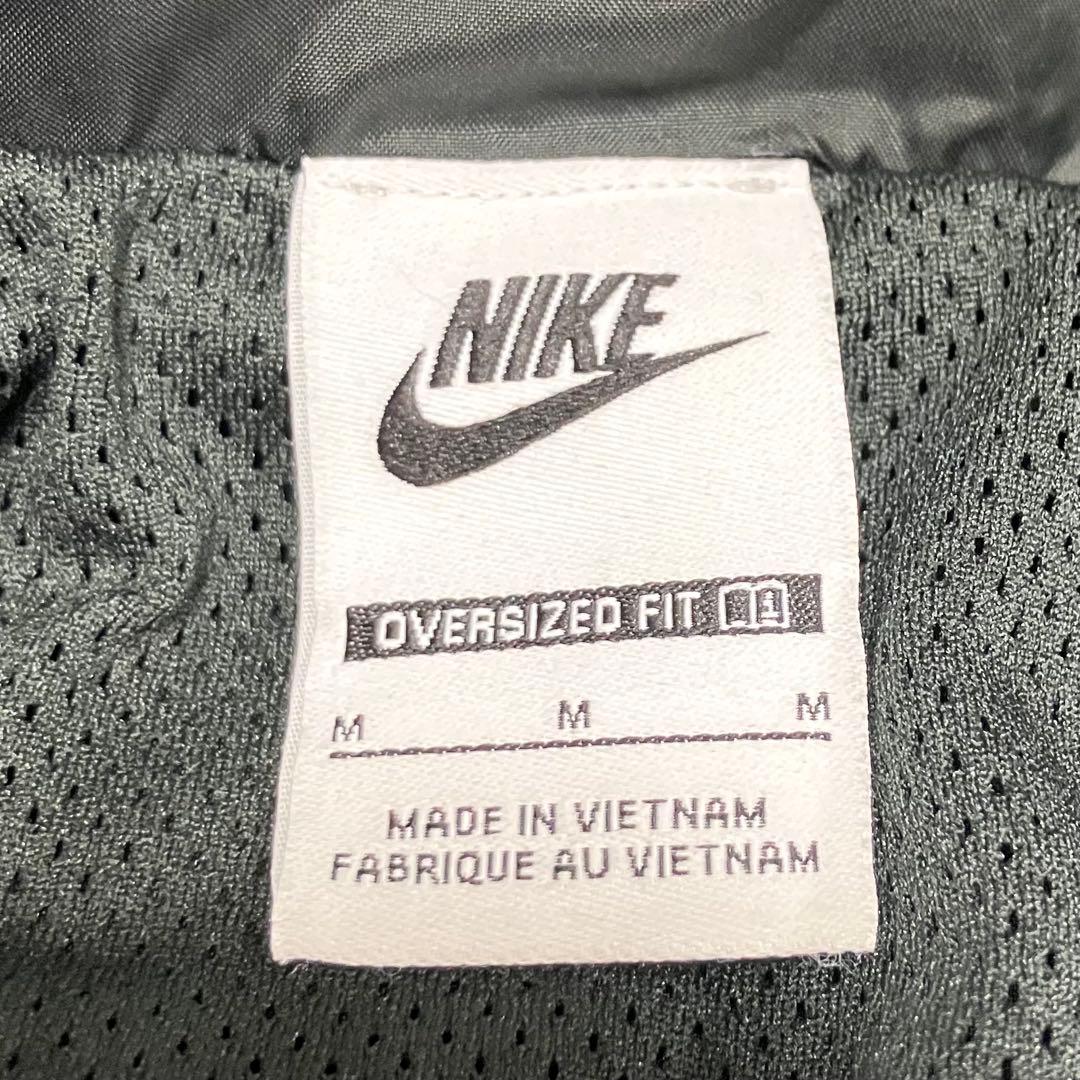 NIKE
OVERSIZED FIT
M M M
MADE IN VIETNAM
FABRIQUE AU VIETNAM